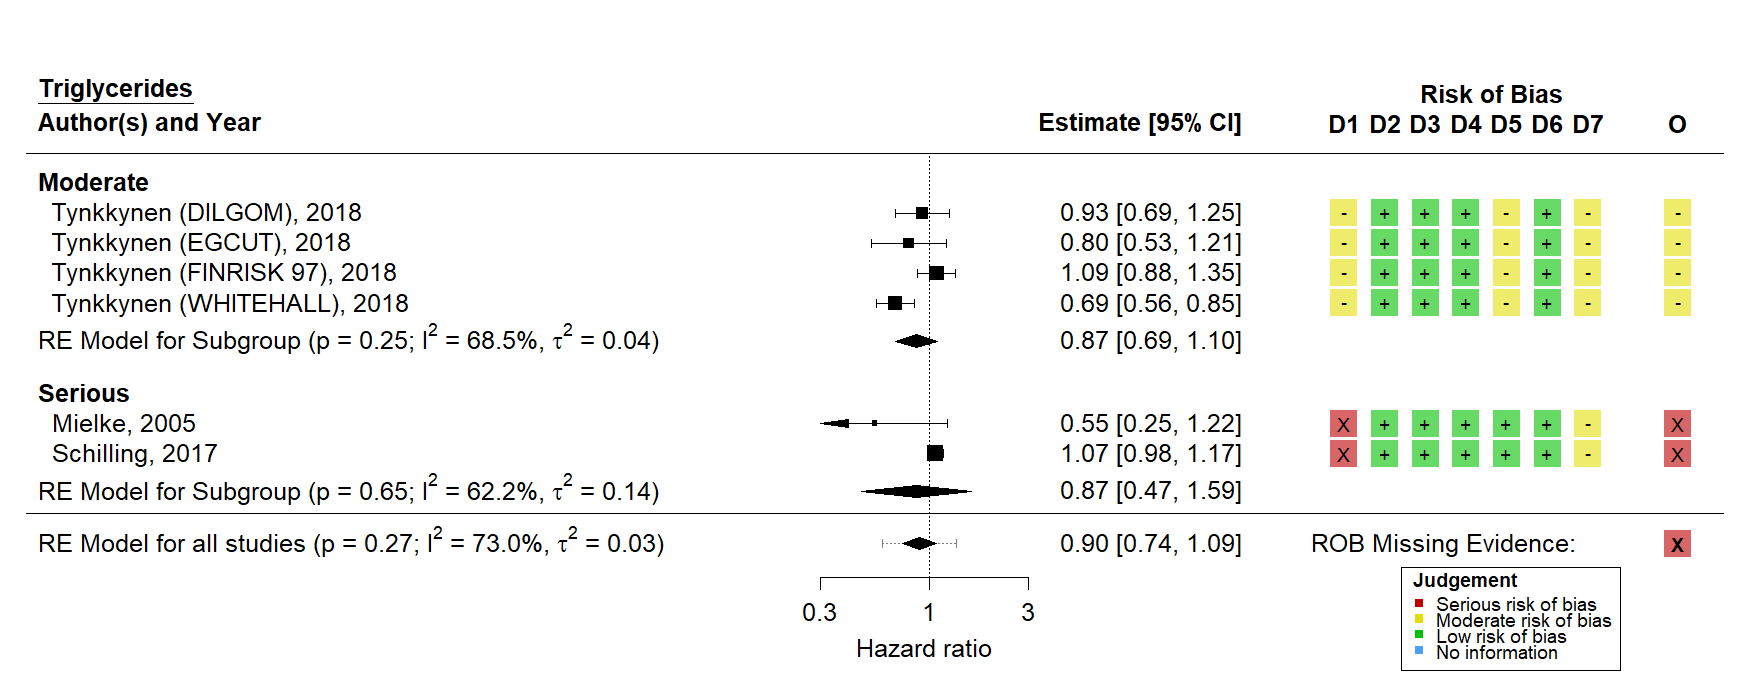 Triglycerides
Risk of Bias
Author(s) and Year Estimate [95% CI] D1 D2 D3 D4 D5 D6 D7 O
Moderate
Tynkkynen (DILGOM), 2018 0.93 [0.69, 1.25] - + + + - + - -
Tynkkynen (EGCUT), 2018 0.80 [0.53, 1.21] - + + + - + - -
Tynkkynen (FINRISK 97), 2018 1.09 [0.88, 1.35] - + + + - + - -
Tynkkynen (WHITEHALL), 2018 0.69 [0.56, 0.85] - + + + - + - -
RE Model for Subgroup (p = 0.25; I² = 68.5%, τ² = 0.04) 0.87 [0.69, 1.10]
Serious
Mielke, 2005 0.55 [0.25, 1.22] X + + + + + - X
Schilling, 2017 1.07 [0.98, 1.17] X + + + + + - X
RE Model for Subgroup (p = 0.65; I² = 62.2%, τ² = 0.14) 0.87 [0.47, 1.59]
RE Model for all studies (p = 0.27; I² = 73.0%, τ² = 0.03) 0.90 [0.74, 1.09] ROB Missing Evidence: X
0.3 1 3
Hazard ratio
Judgement
Serious risk of bias
Moderate risk of bias
Low risk of bias
No information